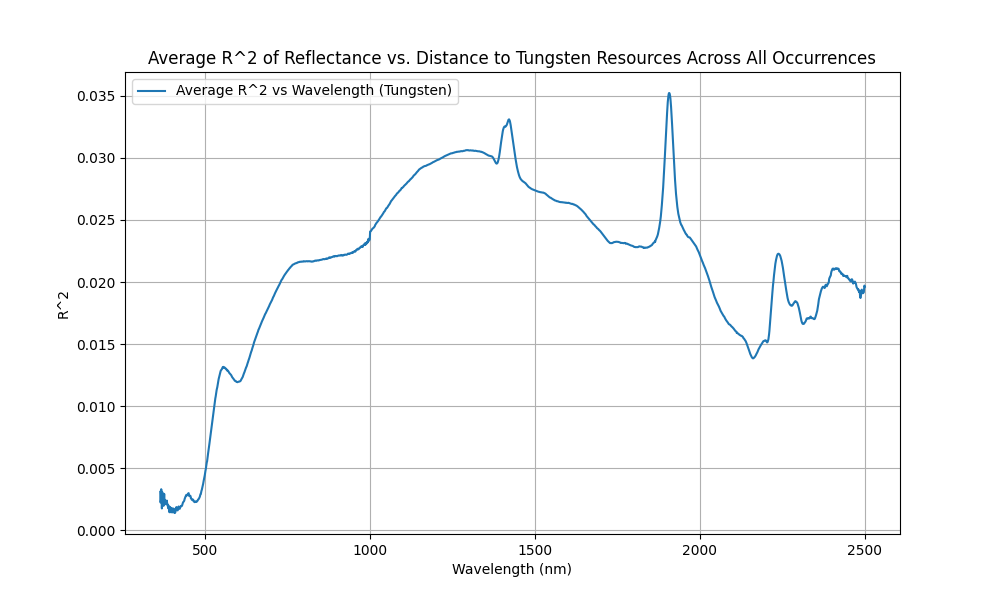 Average R^2 of Reflectance vs. Distance to Tungsten Resources Across All Occurrences
Average R^2 vs Wavelength (Tungsten)
0.035
0.030
0.025
0.020
0.015
0.010
0.005
0.000
R^2
500 1000 1500 2000 2500
Wavelength (nm)